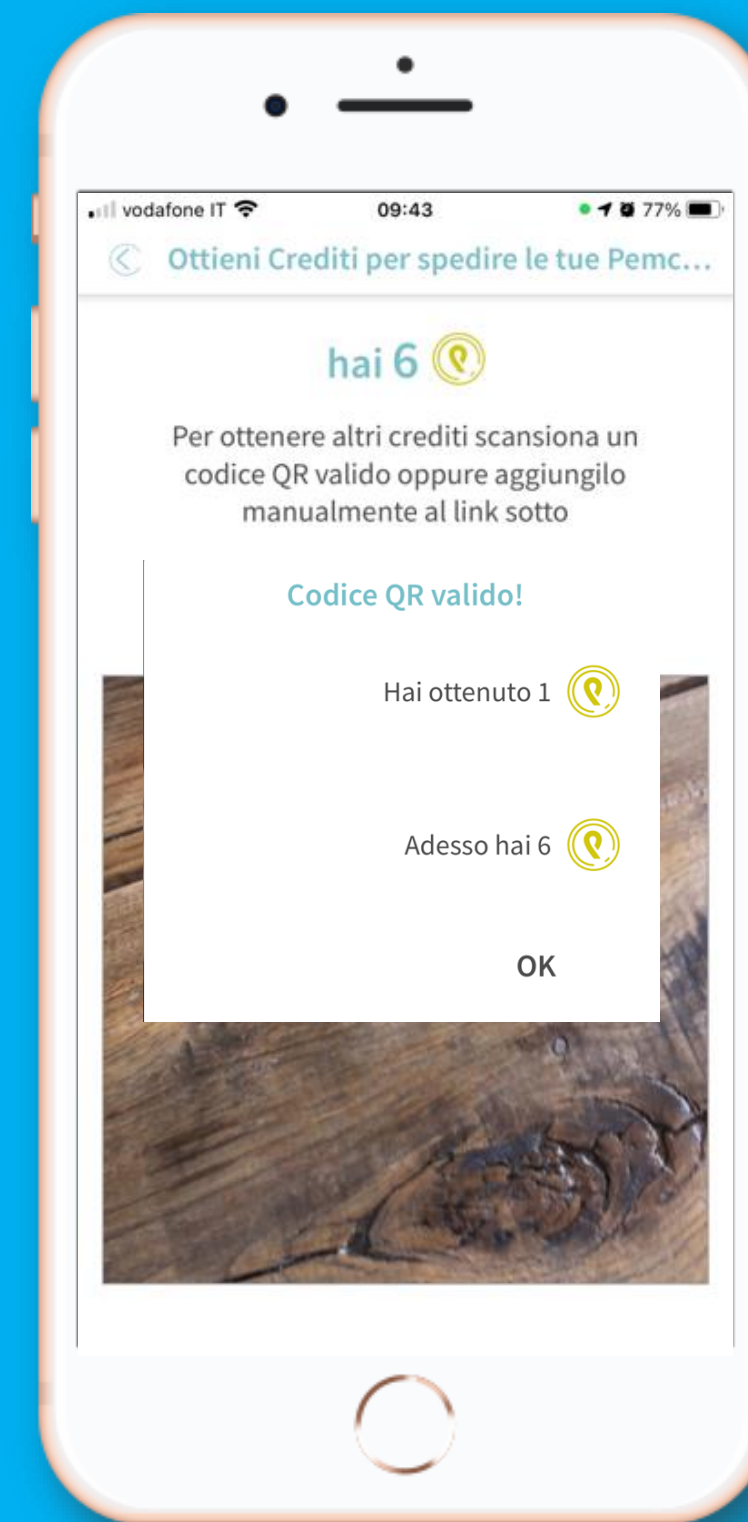 vodafone IT 09:43 77%
Ottieni Crediti per spedire le tue Pemc...
hai 6
Per ottenere altri crediti scansiona un
codice QR valido oppure aggiungilo
manualmente al link sotto
Codice QR valido!
Hai ottenuto 1
Adesso hai 6
OK